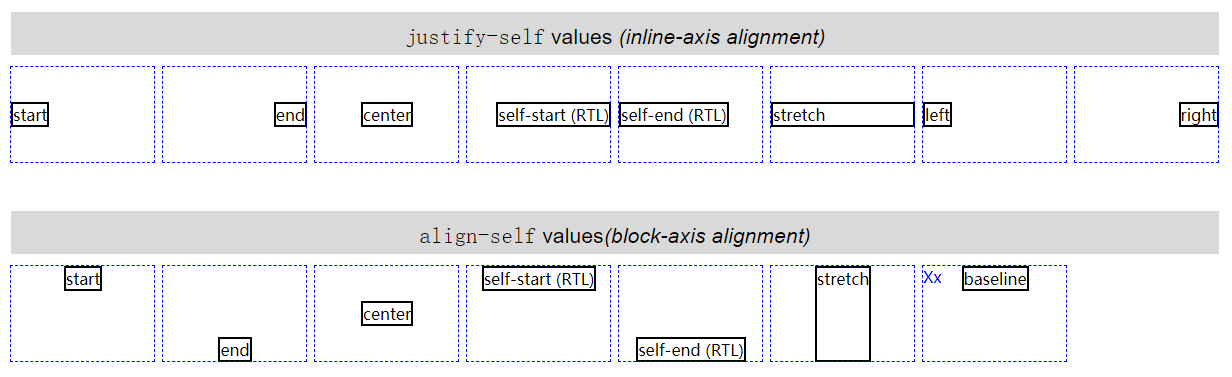 justify-self values (inline-axis alignment)
start end center self-start (RTL) self-end (RTL) stretch left right
align-self values(block-axis alignment)
start self-start (RTL) stretch Xx baseline
center
end self-end (RTL)